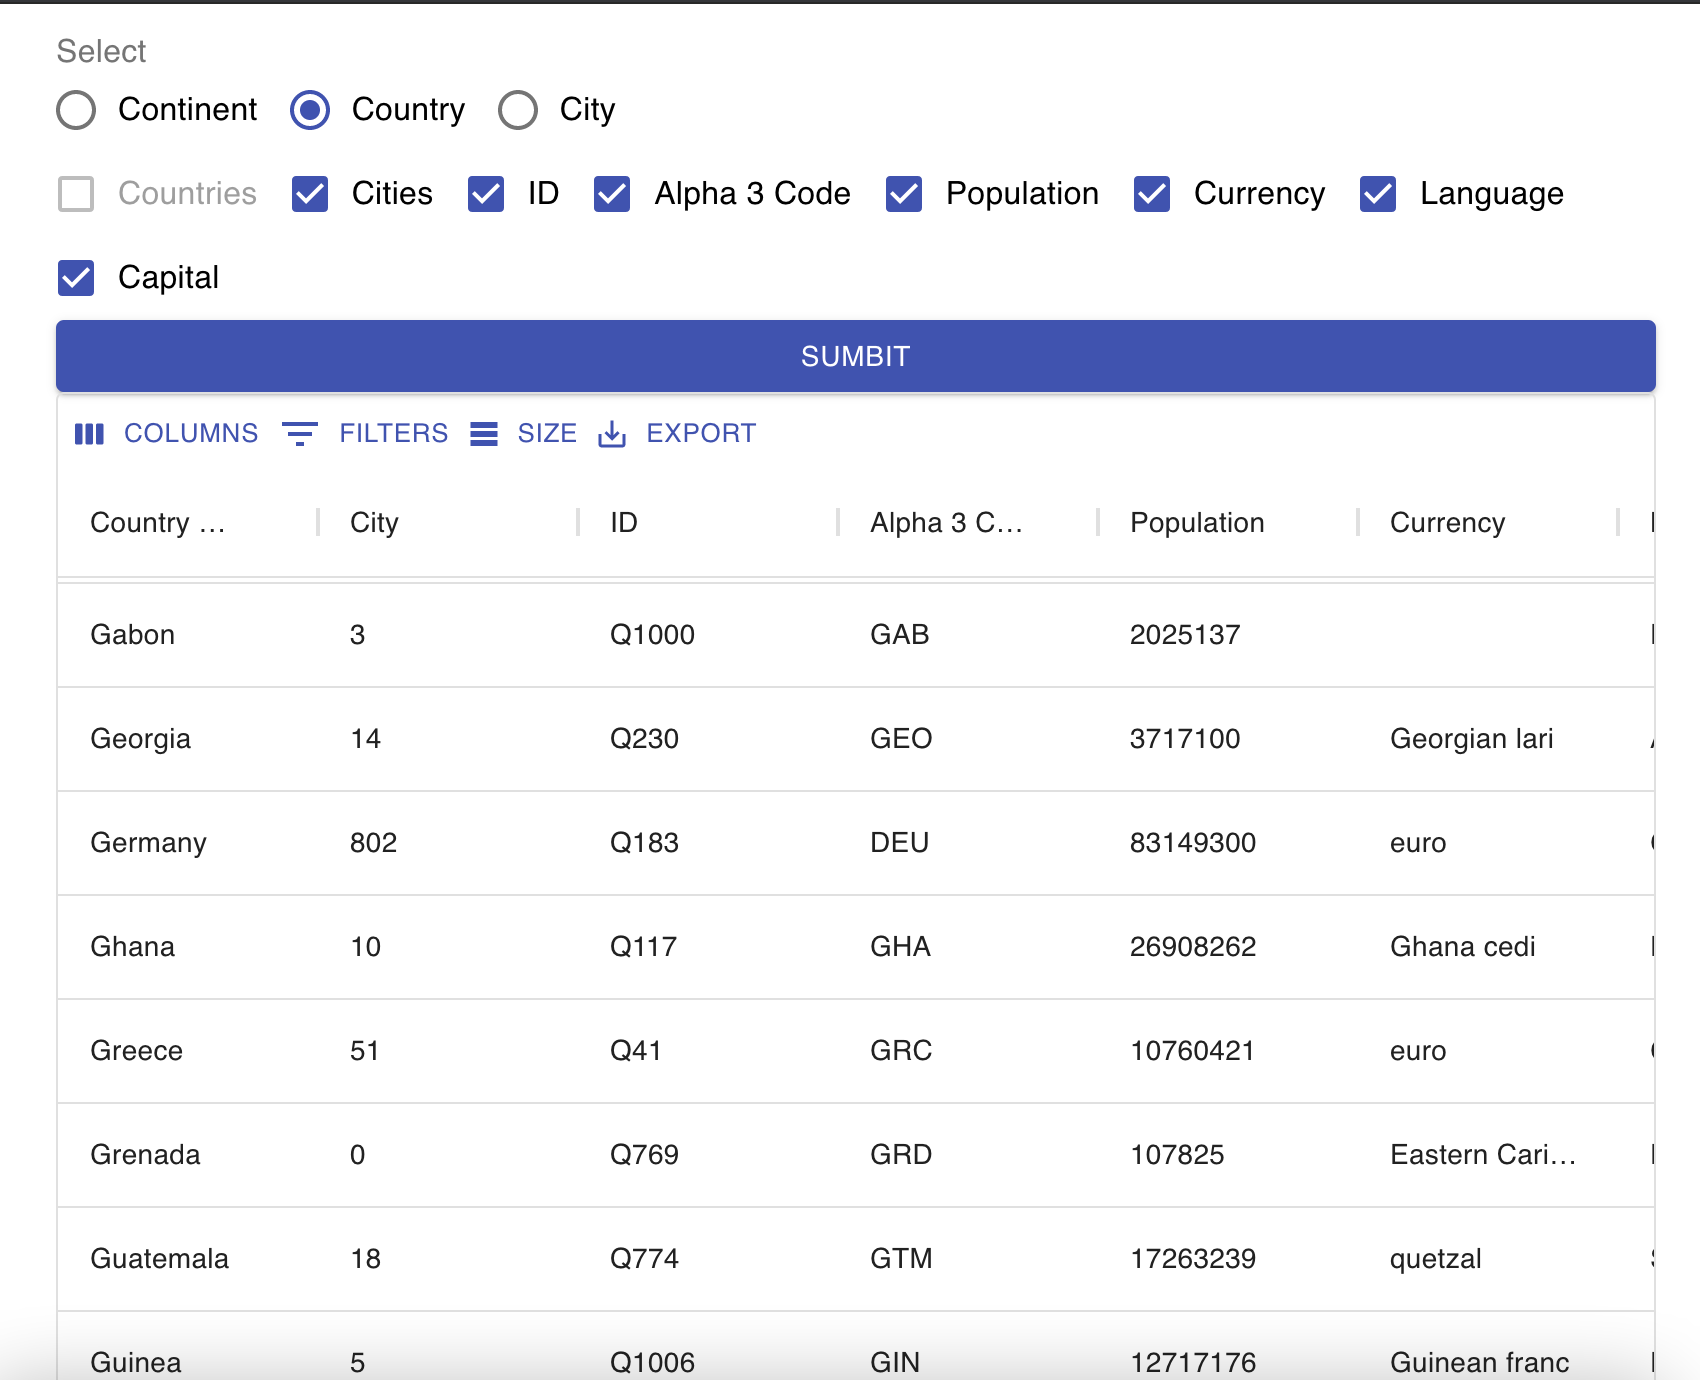 Select
Continent Country City
Countries Cities ID Alpha 3 Code Population Currency Language
Capital
SUMBIT
COLUMNS FILTERS SIZE EXPORT
Country … City ID Alpha 3 C… Population Currency
Gabon 3 Q1000 GAB 2025137
Georgia 14 Q230 GEO 3717100 Georgian lari
Germany 802 Q183 DEU 83149300 euro
Ghana 10 Q117 GHA 26908262 Ghana cedi
Greece 51 Q41 GRC 10760421 euro
Grenada 0 Q769 GRD 107825 Eastern Cari…
Guatemala 18 Q774 GTM 17263239 quetzal
Guinea 5 Q1006 GIN 12717176 Guinean franc